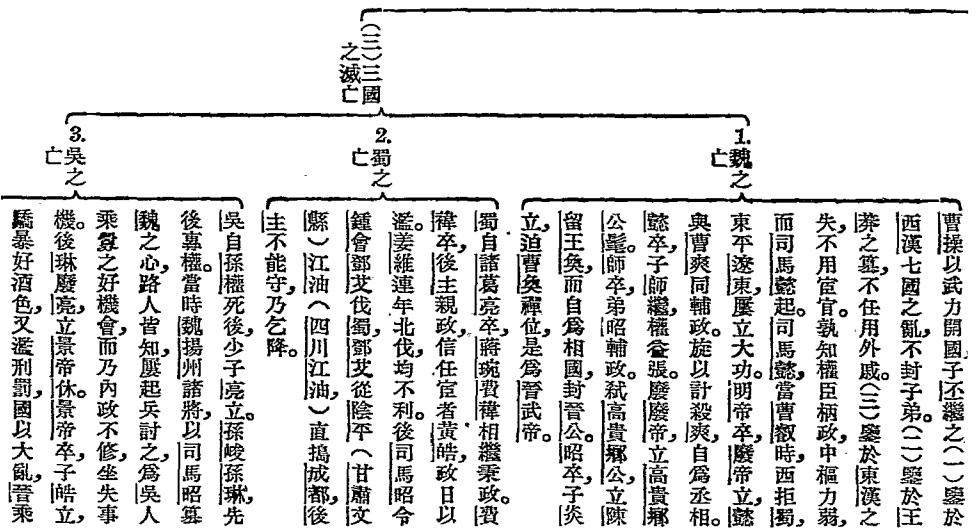 (三)三國
之滅亡
1.魏之
亡
曹操以武力開國,子丕繼之(一)鑒於
西漢七國之亂不封子弟。(二)鑒於王
莽之篡,不任用外戚(三)鑒於東漢之
失,不用宦官。孰知權臣柄政,中樞力弱,
而司馬懿起。司馬懿當曹叡時,西拒蜀,
東平遼東,屢立大功。明帝卒,廢帝立,懿
與曹爽同輔政。旋以計殺爽,自爲丞相。
懿卒,子師繼,權益張,廢廢帝,立高貴鄉
公髦。師卒,弟昭輔政。弒高貴鄉公,立陳
留王奐,而自爲相國,封晉公。昭卒,子炎
立,迫曹奐禪位,是爲晉武帝。
2.蜀之
亡
蜀自諸葛亮卒,蔣琬費禕相繼秉政。費
禕卒,後主親政,信任宦者黃皓,政日以
濫。姜維連年北伐,均不利。後司馬昭令
鍾會鄧艾伐蜀,鄧艾從陰平(甘肅文
縣)江油(四川江油,)直搗成都,後
主不能守,乃乞降。
3.吳之
亡
吳自孫權死後,少子亮立。孫峻孫琳,先
後專權。當時魏揚州諸將,以司馬昭篡
魏之心,路人皆知,屢起兵討之,爲吳人
乘釁之好機會,而乃內政不修,坐失事
機。後琳廢亮,立景帝休。景帝卒,子皓立,
驕暴好酒色,又濫刑罰,國以大亂,晉乘